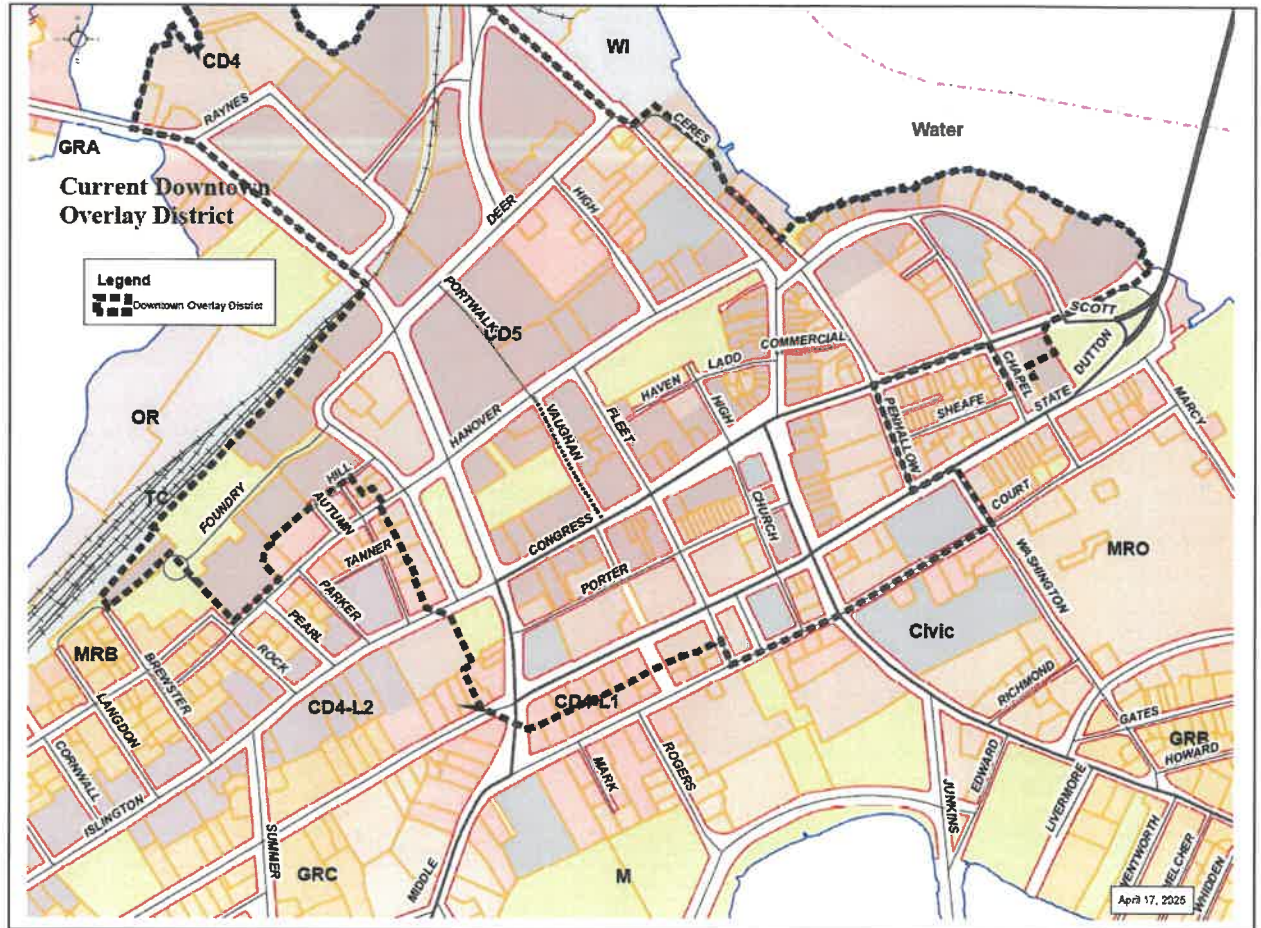 WI
CD4
RAYNES
CERES
Water
GRA
Current Downtown
Overlay District
DEER
HIGH
Legend
Downtown Overlay District
PORTWALK
CD5
SCOTT
COMMERCIAL
LADD
HAVEN
DUTTON
CHAPEL
OR
HANOVER
VAUGHAN
FLEET
HIGH
PENHALLOW
SHEAFE
STATE
MARCY
HILL
TC
FOUNDRY
AUTUMN
CONGRESS
CHURCH
COURT
TANNER
PORTER
WASHINGTON
MRO
PARKER
PEARL
MRB
BREWSTER
ROCK
Civic
LANGDON
CD4-L2
CD4-L1
RICHMOND
GATES
GRB
HOWARD
CORNWALL
ROGERS
MARK
EDWARD
ISLINGTON
JUNKINS
LIVERMORE
SUMMER
WENTWORTH
MELCHER
WHIDDEN
GRC
MIDDLE
M
April 17, 2025